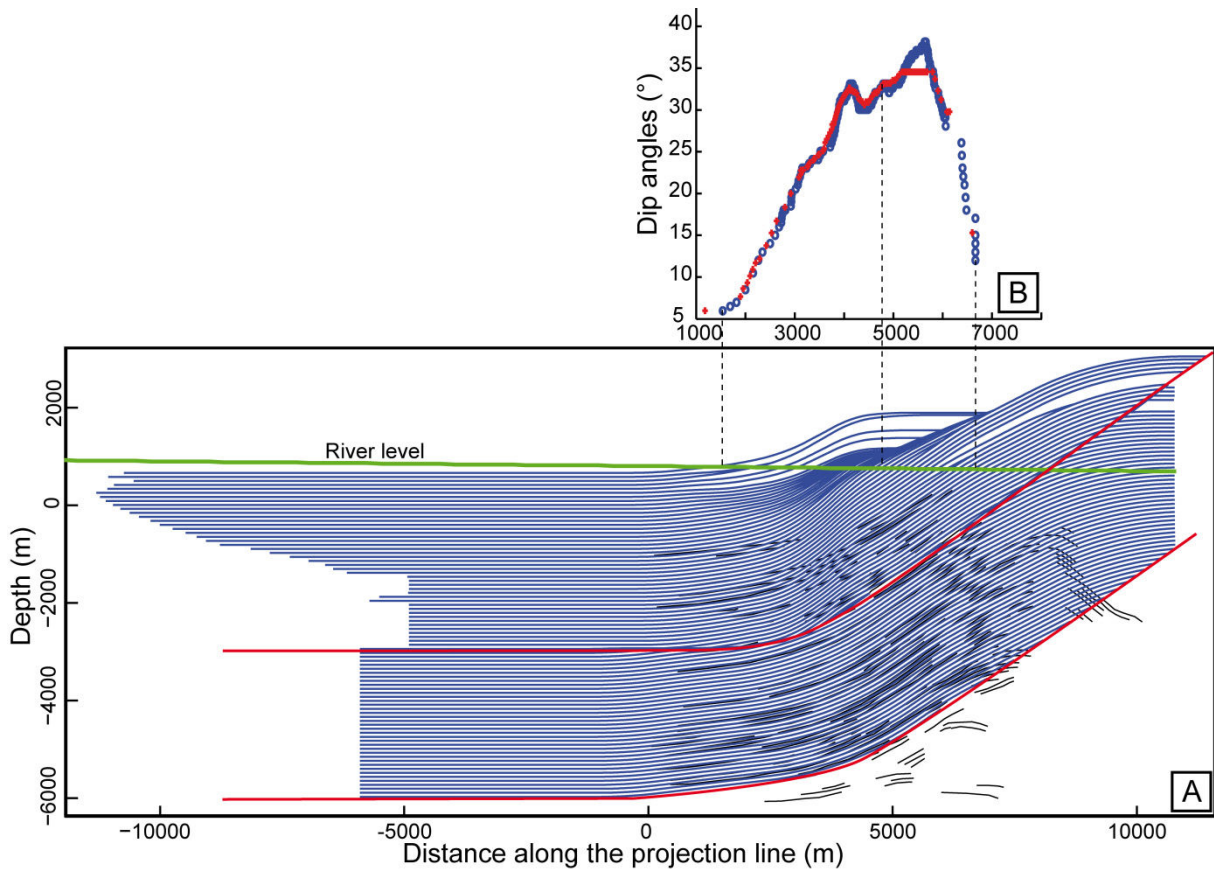 40
35
30
25
20
15
10
5
Dip angles (°)
1000 3000 5000 7000
B
2000
0
-2000
-4000
-6000
Depth (m)
River level
A
−10000 -5000 0 5000 10000
Distance along the projection line (m)